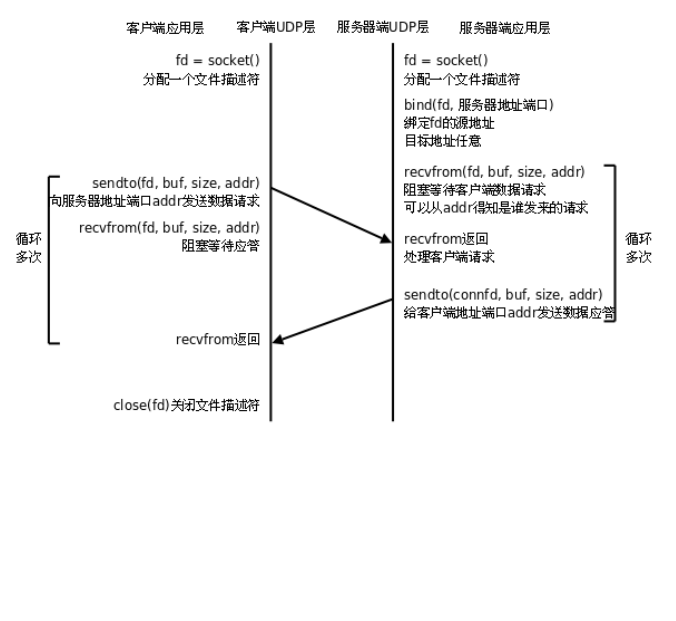 客户端应用层 客户端UDP层 服务器端UDP层 服务器端应用层
fd = socket()
分配一个文件描述符
sendto(fd, buf, size, addr)
向服务器地址端口addr发送数据请求
recvfrom(fd, buf, size, addr)
阻塞等待应管
recvfrom返回
close(fd)关闭文件描述符
循环
多次
fd = socket()
分配一个文件描述符
bind(fd, 服务器地址端口)
绑定fd的源地址
目标地址任意
recvfrom(fd, buf, size, addr)
阻塞等待客户端数据请求
可以从addr得知是谁发来的请求
recvfrom返回
处理客户端请求
sendto(connfd, buf, size, addr)
给客户端地址端口addr发送数据应管
循环
多次